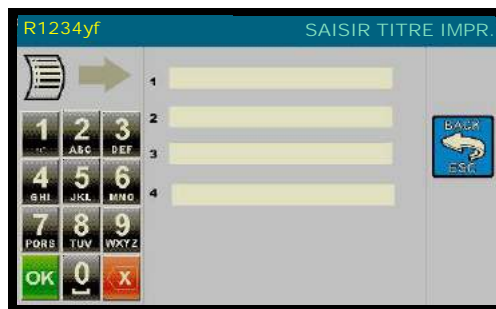 R1234yf
SAISIR TITRE IMPR.
1
2
3
4
1
2 ABC
3 DEF
4 GHI
5 JKL
6 MNO
7 PQRS
8 TUV
9 WXYZ
OK
0
X
BACK
ESC